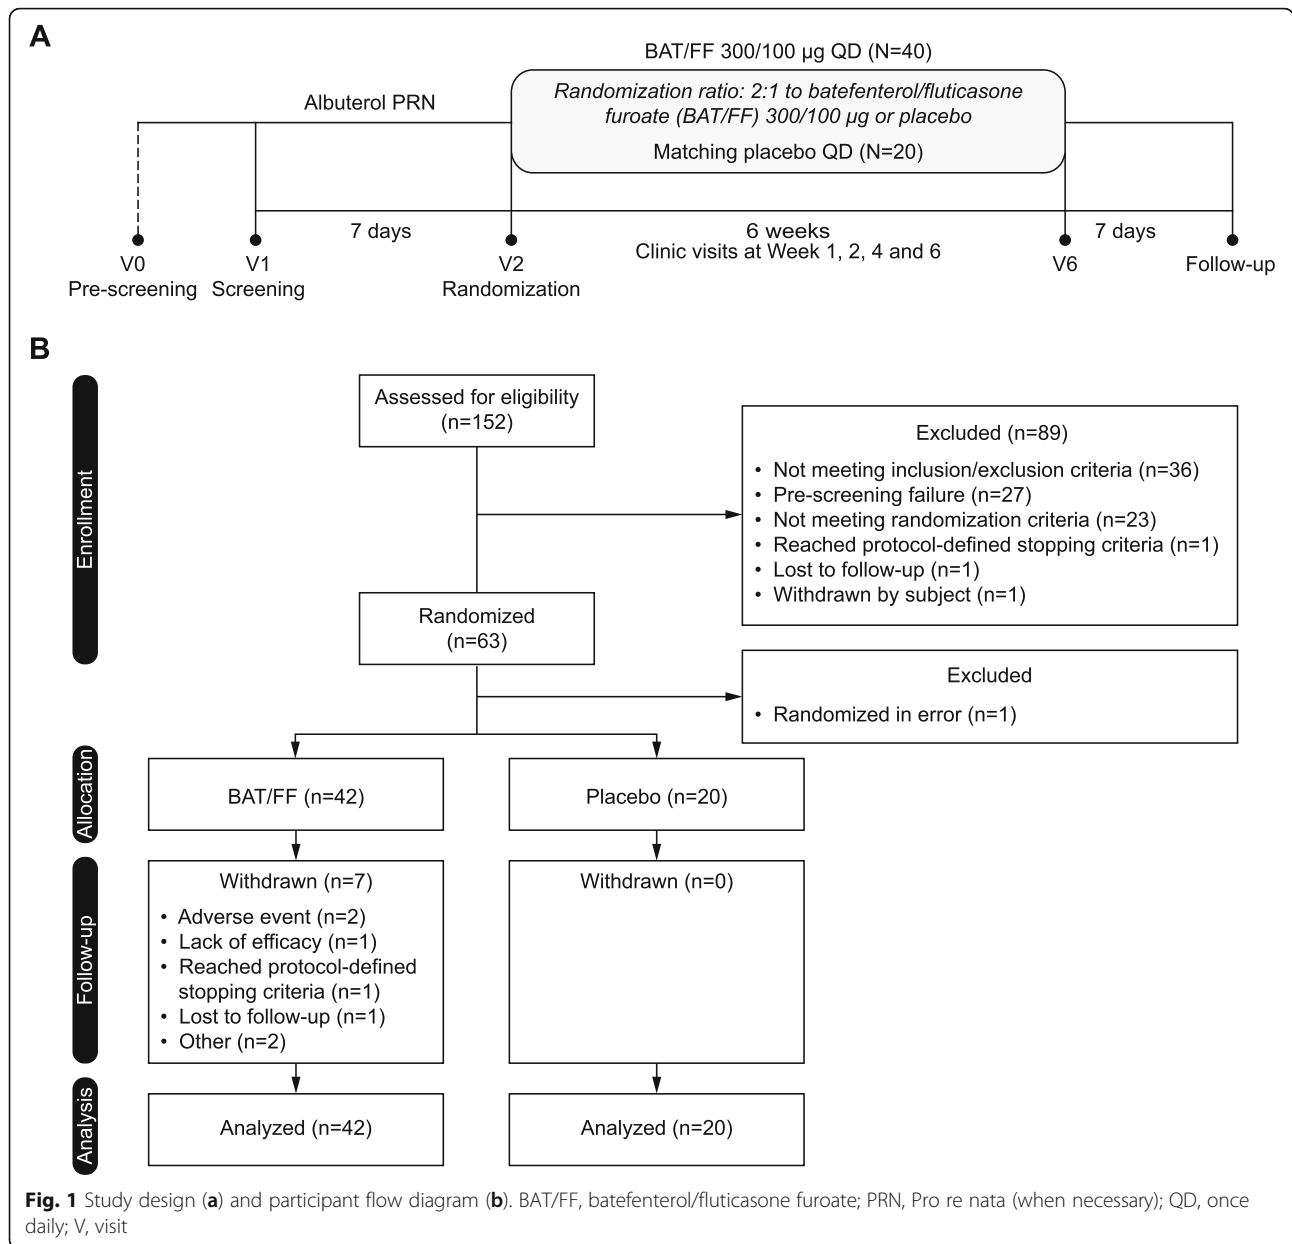 A
BAT/FF 300/100 µg QD (N=40)
Albuterol PRN
Randomization ratio: 2:1 to batefenterol/fluticasone
furoate (BAT/FF) 300/100 µg or placebo
Matching placebo QD (N=20)
7 days
6 weeks
7 days
Clinic visits at Week 1, 2, 4 and 6
V0
Pre-screening
V1
Screening
V2
Randomization
V6
Follow-up
B
Enrollment
Assessed for eligibility
(n=152)
Excluded (n=89)
• Not meeting inclusion/exclusion criteria (n=36)
• Pre-screening failure (n=27)
• Not meeting randomization criteria (n=23)
• Reached protocol-defined stopping criteria (n=1)
• Lost to follow-up (n=1)
• Withdrawn by subject (n=1)
Randomized
(n=63)
Excluded
• Randomized in error (n=1)
Allocation
BAT/FF (n=42)
Placebo (n=20)
Follow-up
Withdrawn (n=7)
• Adverse event (n=2)
• Lack of efficacy (n=1)
• Reached protocol-defined
stopping criteria (n=1)
• Lost to follow-up (n=1)
• Other (n=2)
Withdrawn (n=0)
Analysis
Analyzed (n=42)
Analyzed (n=20)
Fig. 1 Study design (a) and participant flow diagram (b). BAT/FF, batefenterol/fluticasone furoate; PRN, Pro re nata (when necessary); QD, once
daily; V, visit